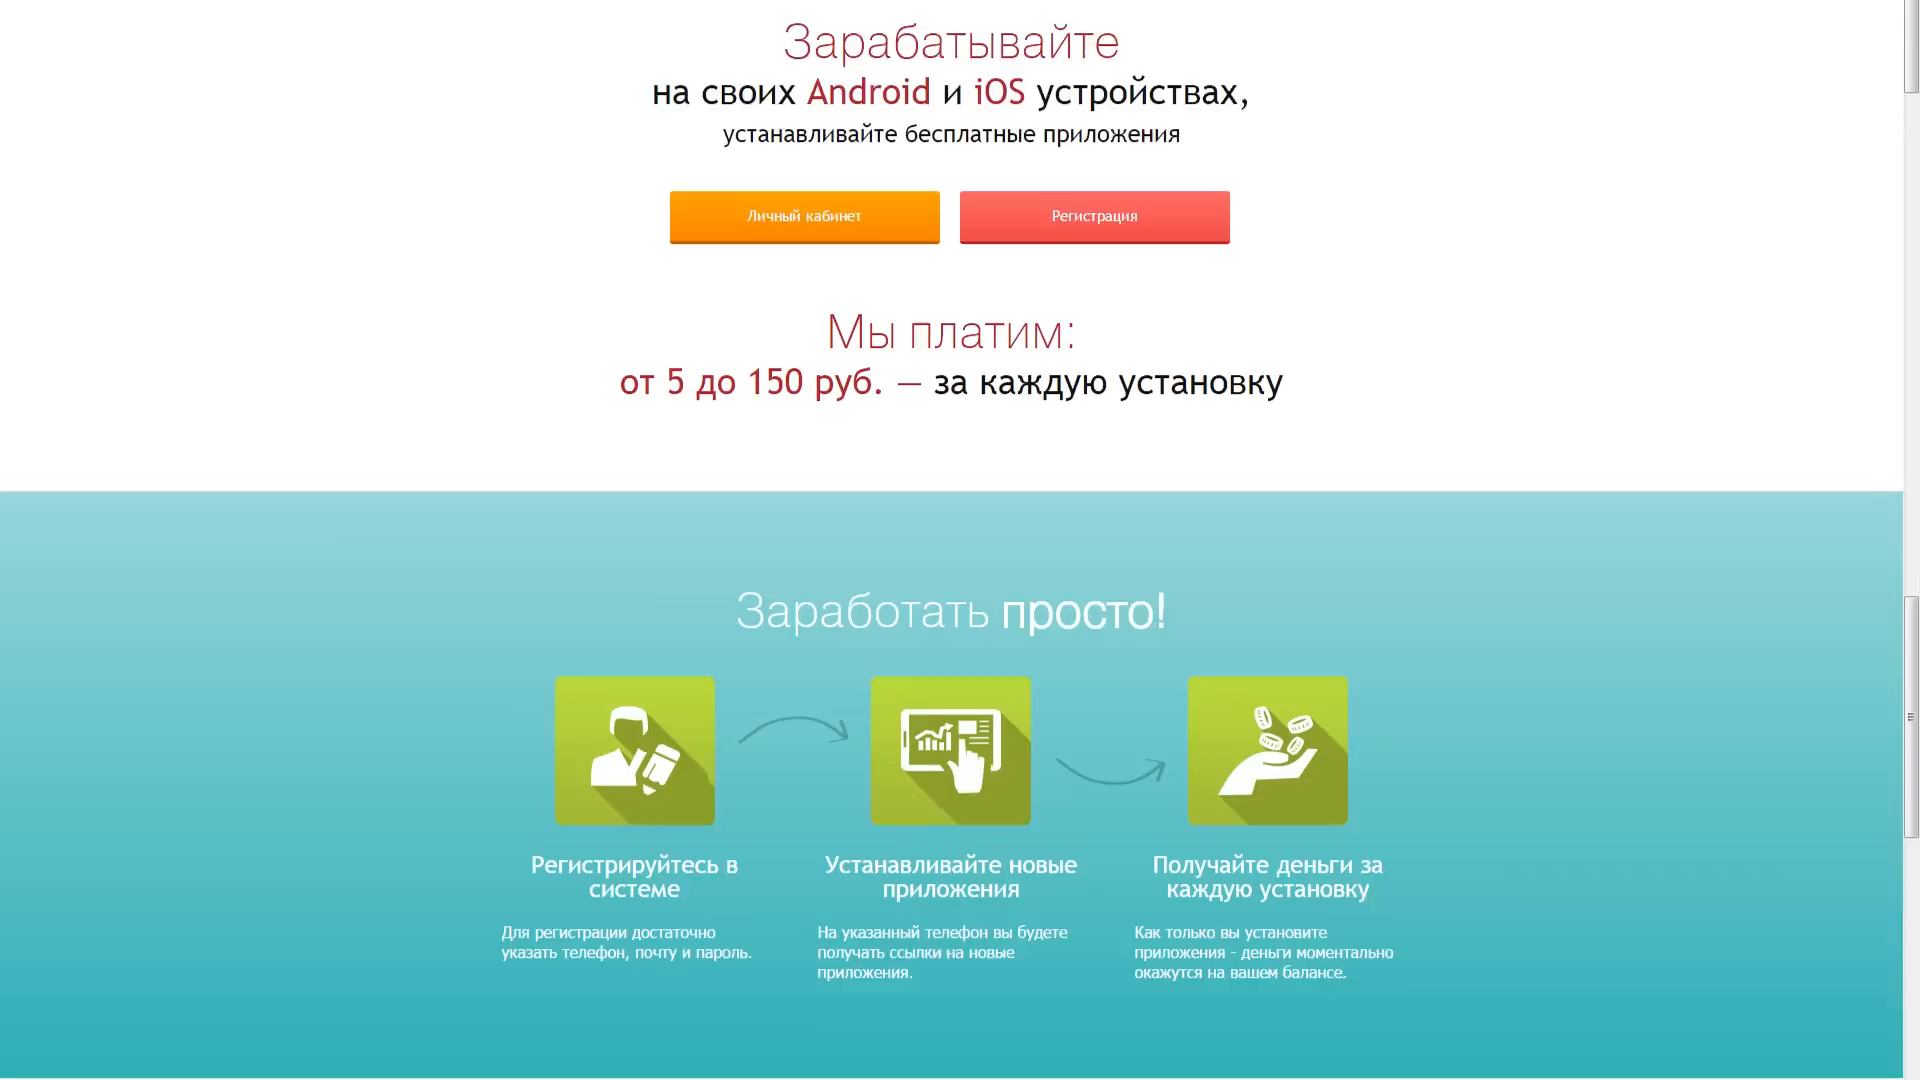 Зарабатывайте
на своих Android и iOS устройствах,
устанавливайте бесплатные приложения
Личный кабинет
Регистрация
Мы платим:
от 5 до 150 руб. — за каждую установку
Заработать просто!
Регистрируйтесь в
системе
Для регистрации достаточно
указать телефон, почту и пароль.
Устанавливайте новые
приложения
На указанный телефон вы будете
получать ссылки на новые
приложения.
Получайте деньги за
каждую установку
Как только вы установите
приложения - деньги моментально
окажутся на вашем балансе.